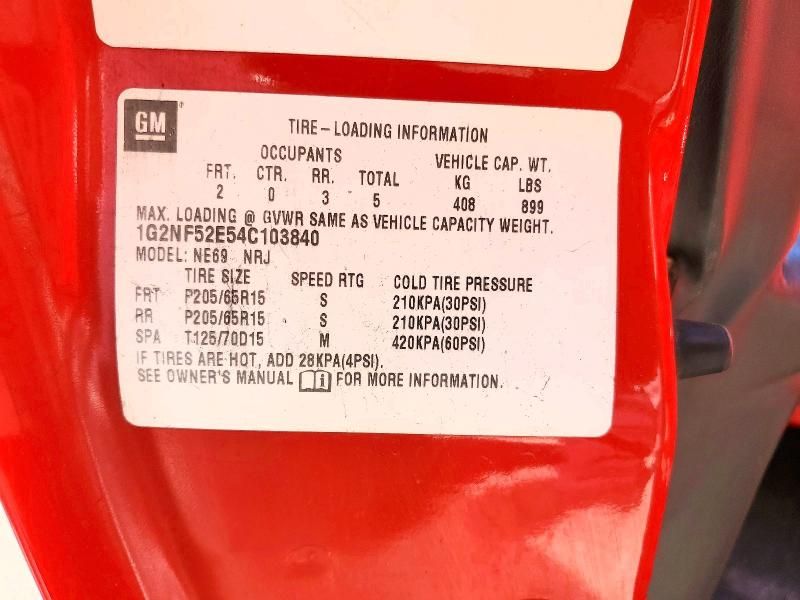 GM
TIRE-LOADING INFORMATION
OCCUPANTS VEHICLE CAP. WT.
FRT. CTR. RR. TOTAL KG LBS
2 0 3 5 408 899
MAX. LOADING @ GVWR SAME AS VEHICLE CAPACITY WEIGHT.
1G2NF52E54C103840
MODEL: NE69 NRJ
TIRE SIZE SPEED RTG COLD TIRE PRESSURE
FRT P205/65R15 S 210KPA(30PSI)
RR P205/65R15 S 210KPA(30PSI)
SPA T125/70D15 M 420KPA(60PSI)
IF TIRES ARE HOT, ADD 28KPA(4PSI).
SEE OWNER'S MANUAL FOR MORE INFORMATION.